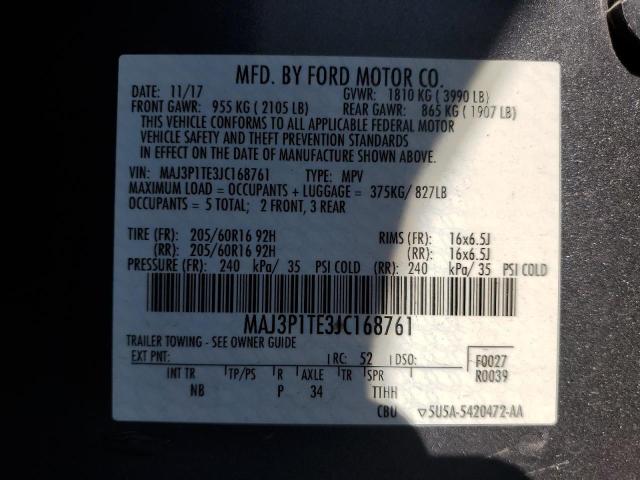 MFD. BY FORD MOTOR CO.
DATE: 11/17 GVWR: 1810 KG ( 3990 LB)
FRONT GAWR: 955 KG ( 2105 LB) REAR GAWR: 865 KG ( 1907 LB)
THIS VEHICLE CONFORMS TO ALL APPLICABLE FEDERAL MOTOR
VEHICLE SAFETY AND THEFT PREVENTION STANDARDS
IN EFFECT ON THE DATE OF MANUFACTURE SHOWN ABOVE.
VIN: MAJ3P1TE3JC168761 TYPE: MPV
MAXIMUM LOAD = OCCUPANTS + LUGGAGE = 375KG/ 827LB
OCCUPANTS = 5 TOTAL; 2 FRONT, 3 REAR
TIRE (FR): 205/60R16 92H RIMS (FR): 16x6.5J
(RR): 205/60R16 92H (RR): 16x6.5J
PRESSURE (FR): 240 kPa/ 35 PSI COLD (RR): 240 kPa/ 35 PSI COLD
MAJ3P1TE3JC168761
TRAILER TOWING - SEE OWNER GUIDE
EXT PNT: RC: 52 DSO: F0027
R0039
INT TR TP/PS R AXLE TR SPR
NB P 34 TTHH
CBU ▽5U5A-5420472-AA